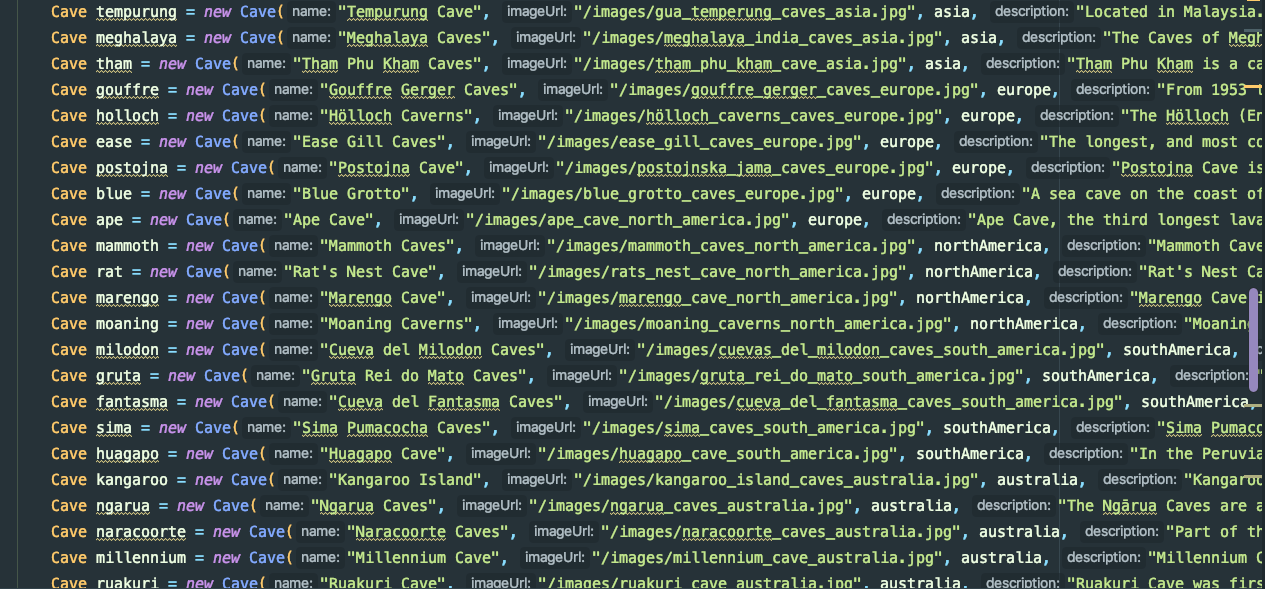 Cave tempurung = new Cave( name: "Tempurung Cave", imageUrl: "/images/gua_temperung_caves_asia.jpg", asia, description: "Located in Malaysia.
Cave meghalaya = new Cave( name: "Meghalaya Caves", imageUrl: "/images/meghalaya_india_caves_asia.jpg", asia, description: "The Caves of Megh
Cave tham = new Cave( name: "Tham Phu Kham Caves", imageUrl: "/images/tham_phu_kham_cave_asia.jpg", asia, description: "Tham Phu Kham is a ca
Cave gouffre = new Cave( name: "Gouffre Gerger Caves", imageUrl: "/images/gouffre_gerger_caves_europe.jpg", europe, description: "From 1953 t
Cave holloch = new Cave( name: "Hölloch Caverns", imageUrl: "/images/hölloch_caverns_caves_europe.jpg", europe, description: "The Hölloch (En
Cave ease = new Cave( name: "Ease Gill Caves", imageUrl: "/images/ease_gill_caves_europe.jpg", europe, description: "The longest, and most co
Cave postojna = new Cave( name: "Postojna Cave", imageUrl: "/images/postojnska_jama_caves_europe.jpg", europe, description: "Postojna Cave is
Cave blue = new Cave( name: "Blue Grotto", imageUrl: "/images/blue_grotto_caves_europe.jpg", europe, description: "A sea cave on the coast of
Cave ape = new Cave( name: "Ape Cave", imageUrl: "/images/ape_cave_north_america.jpg", europe, description: "Ape Cave, the third longest lava
Cave mammoth = new Cave( name: "Mammoth Caves", imageUrl: "/images/mammoth_caves_north_america.jpg", northAmerica, description: "Mammoth Cave
Cave rat = new Cave( name: "Rat's Nest Cave", imageUrl: "/images/rats_nest_cave_north_america.jpg", northAmerica, description: "Rat's Nest Ca
Cave marengo = new Cave( name: "Marengo Cave", imageUrl: "/images/marengo_cave_north_america.jpg", northAmerica, description: "Marengo Cave i
Cave moaning = new Cave( name: "Moaning Caverns", imageUrl: "/images/moaning_caverns_north_america.jpg", northAmerica, description: "Moaning
Cave milodon = new Cave( name: "Cueva del Milodon Caves", imageUrl: "/images/cuevas_del_milodon_caves_south_america.jpg", southAmerica,
Cave gruta = new Cave( name: "Gruta Rei do Mato Caves", imageUrl: "/images/gruta_rei_do_mato_south_america.jpg", southAmerica, description: "
Cave fantasma = new Cave( name: "Cueva del Fantasma Caves", imageUrl: "/images/cueva_del_fantasma_caves_south_america.jpg", southAmerica,
Cave sima = new Cave( name: "Sima Pumacocha Caves", imageUrl: "/images/sima_caves_south_america.jpg", southAmerica, description: "Sima Pumaco
Cave huagapo = new Cave( name: "Huagapo Cave", imageUrl: "/images/huagapo_cave_south_america.jpg", southAmerica, description: "In the Peruvia
Cave kangaroo = new Cave( name: "Kangaroo Island", imageUrl: "/images/kangaroo_island_caves_australia.jpg", australia, description: "Kangaroo
Cave ngarua = new Cave( name: "Ngarua Caves", imageUrl: "/images/ngarua_caves_australia.jpg", australia, description: "The Ngārua Caves are a
Cave naracoorte = new Cave( name: "Naracoorte Caves", imageUrl: "/images/naracoorte_caves_australia.jpg", australia, description: "Part of th
Cave millennium = new Cave( name: "Millennium Cave", imageUrl: "/images/millennium_cave_australia.jpg", australia, description: "Millennium C
Cave ruakuri = new Cave( name: "Ruakuri Cave", imageUrl: "/images/ruakuri_cave_australia.jpg", australia, description: "Ruakuri Cave was firs